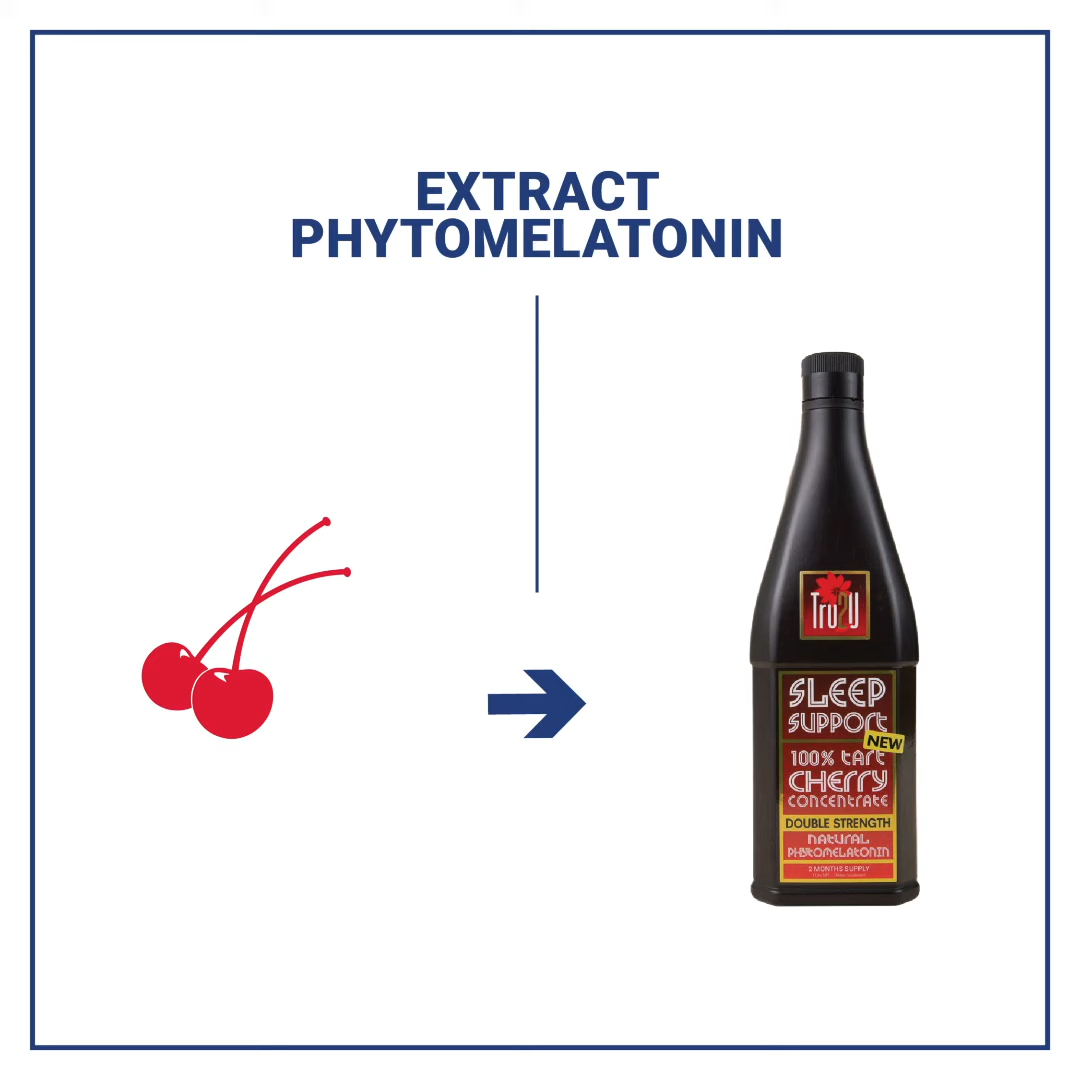 EXTRACT
PHYTOMELATONIN
Tru2U
SLEEP
SUPPORT
NEW
100% TART
CHERRY
CONCENTRATE
DOUBLE STRENGTH
NATURAL
PHYTOMELATONIN
2 MONTHS SUPPLY